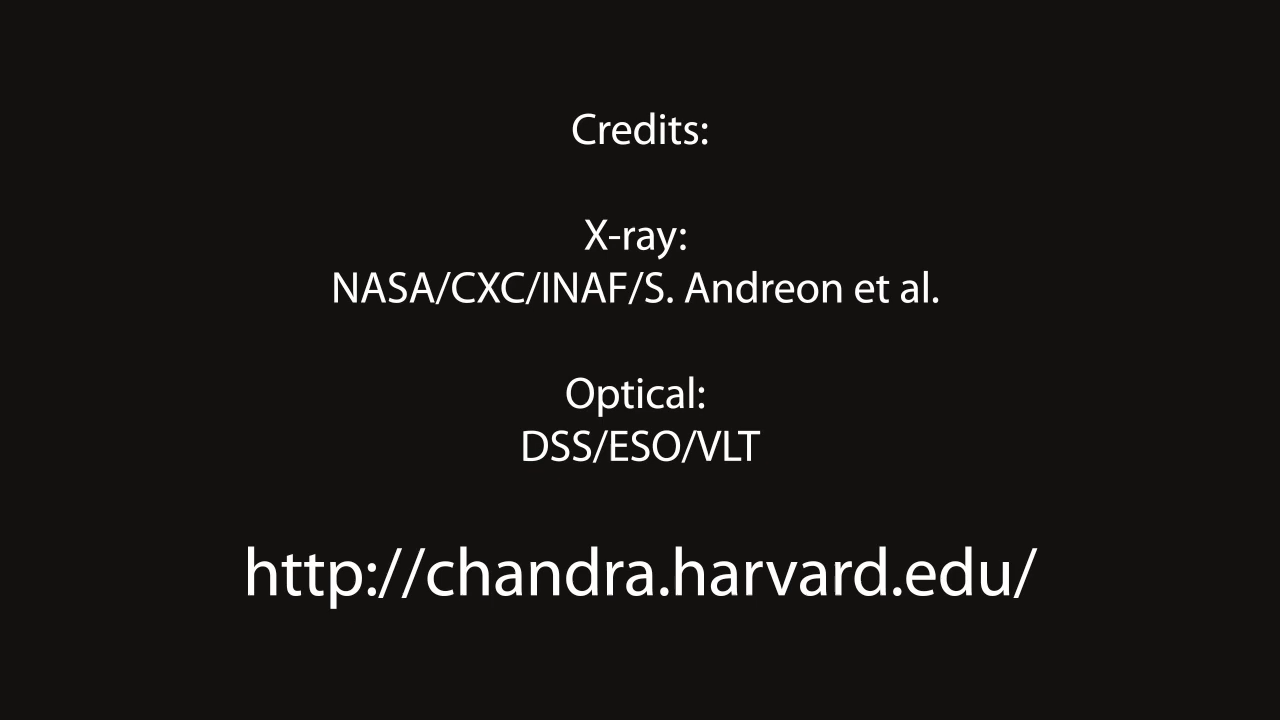 Credits:
X-ray:
NASA/CXC/INAF/S. Andreon et al.
Optical:
DSS/ESO/VLT
http://chandra.harvard.edu/